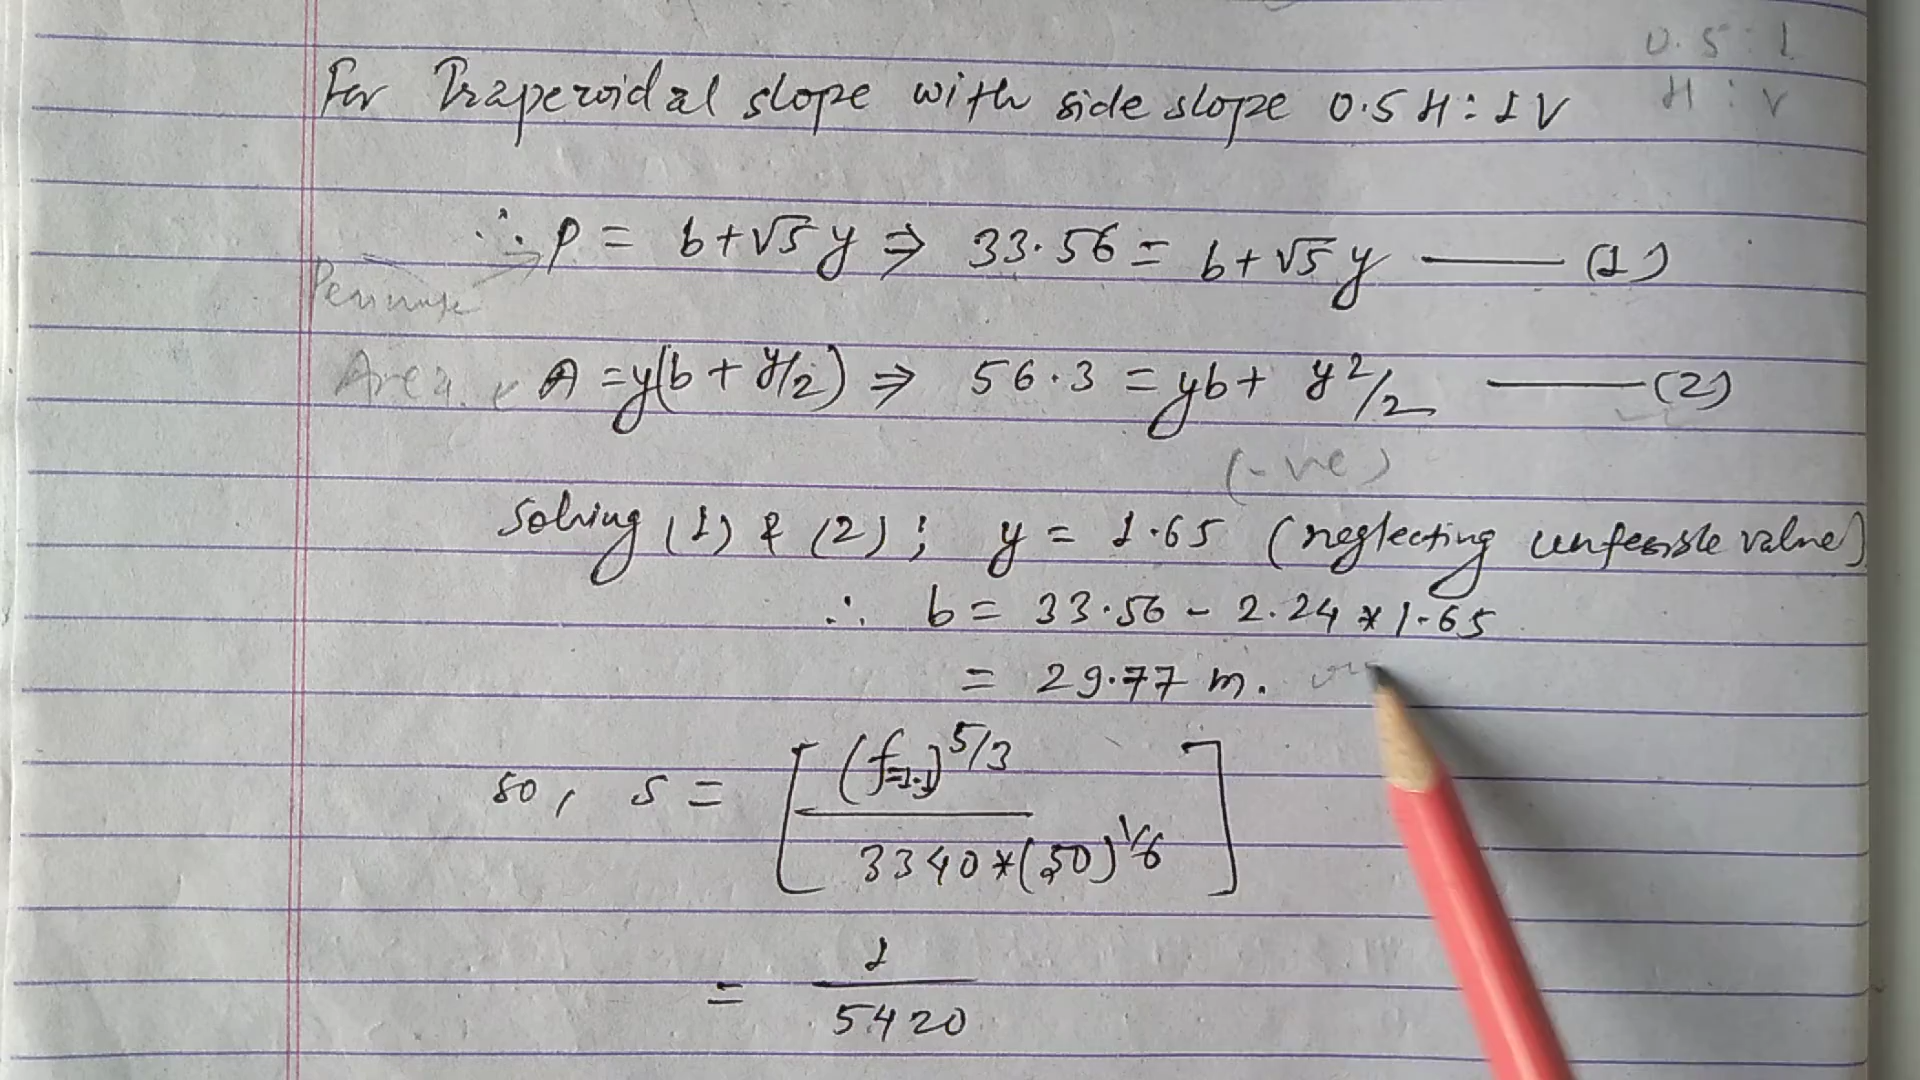 0.5 : 1
H : V
For Traperoidal slope with side slope 0.5 H : 1 V
∴ P = b + √5 y ⇒ 33.56 = b + √5 y —— (1)
Area A = y(b + y/2) ⇒ 56.3 = yb + y²/2 —— (2)
(-ve)
Solving (1) & (2) ; y = 1.65 (neglecting unfeasible value)
∴ b = 33.56 - 2.24 * 1.65
= 29.77 m.
so, S = [ (f=1.1)^5/3 / 3340 * (50)^1/6 ]
= 1 / 5420